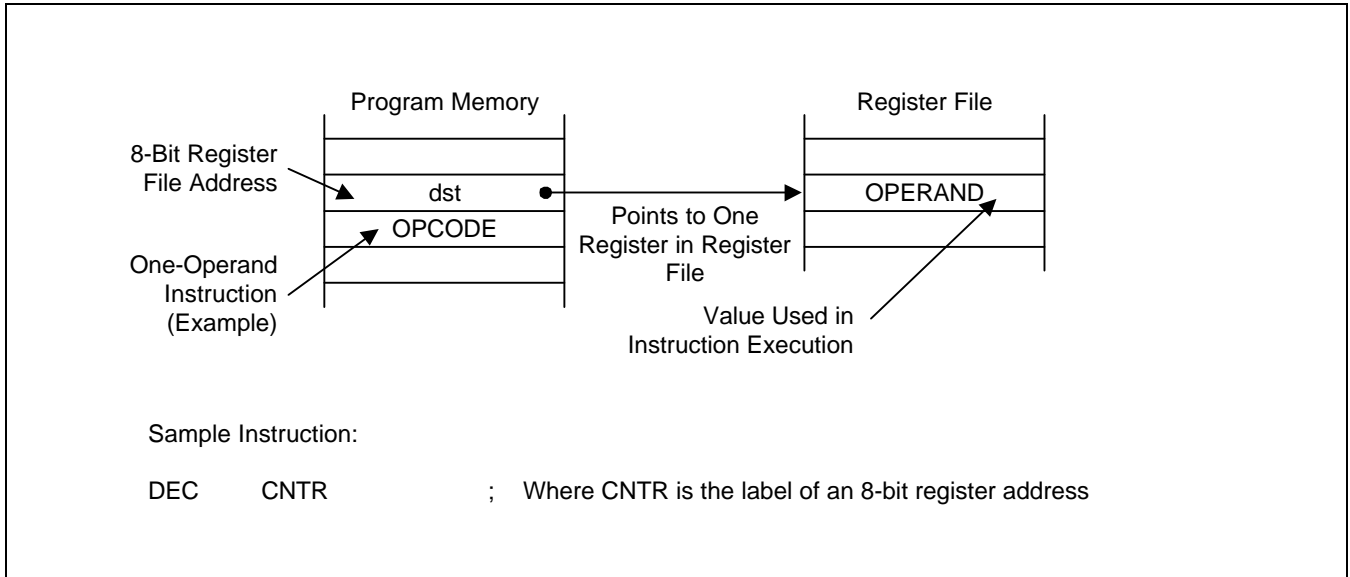 Program Memory
Register File
8-Bit Register
File Address
dst
OPERAND
OPCODE
Points to One
Register in Register
File
One-Operand
Instruction
(Example)
Value Used in
Instruction Execution
Sample Instruction:
DEC CNTR ; Where CNTR is the label of an 8-bit register address